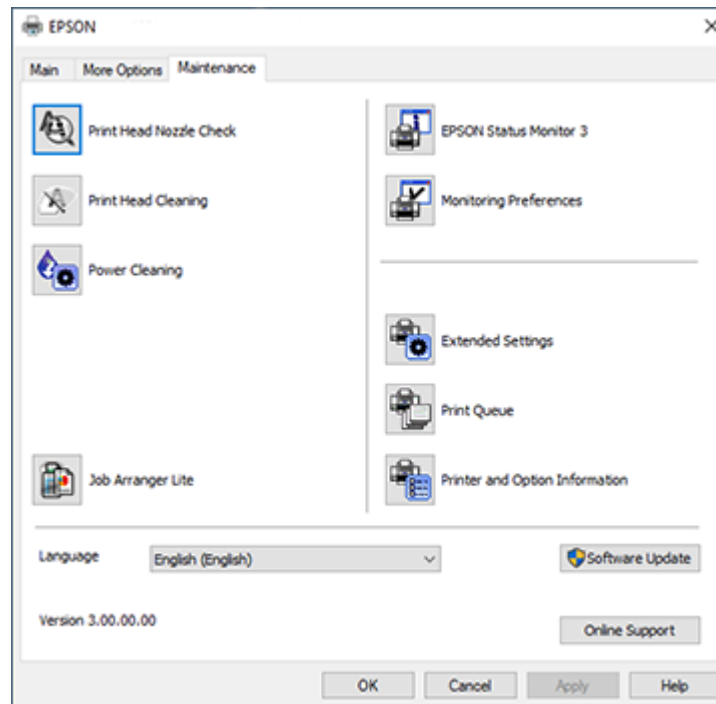 EPSON
Main
More Options
Maintenance
Print Head Nozzle Check
Print Head Cleaning
Power Cleaning
Job Arranger Lite
EPSON Status Monitor 3
Monitoring Preferences
Extended Settings
Print Queue
Printer and Option Information
Language
English (English)
Software Update
Version 3.00.00.00
Online Support
OK
Cancel
Apply
Help